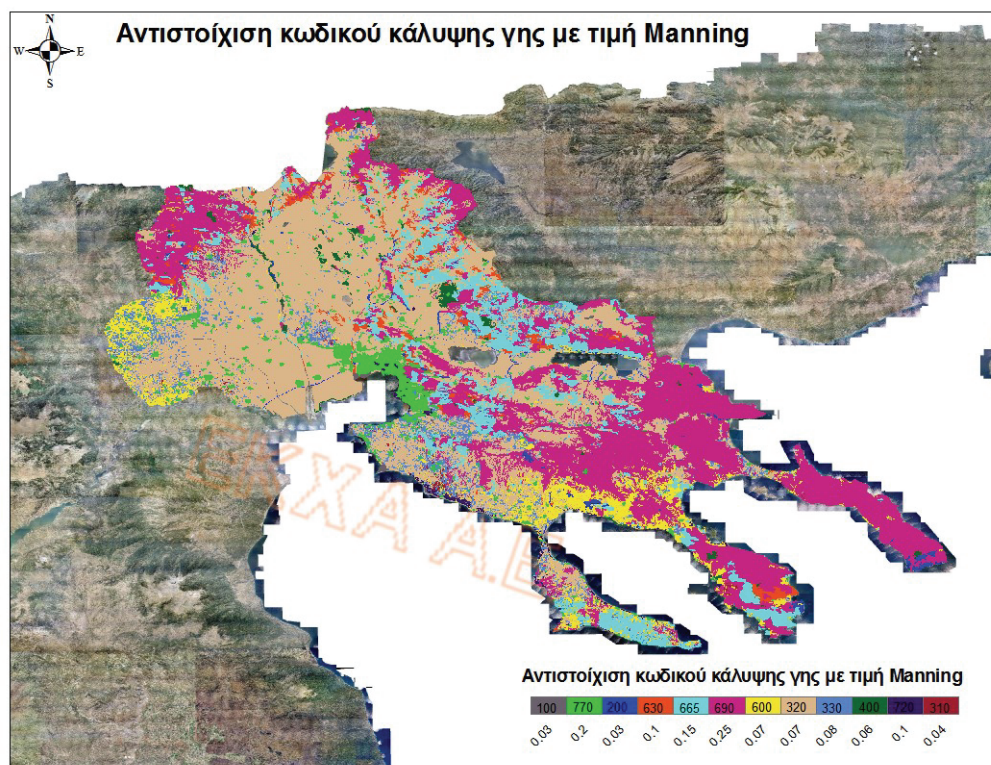 Αντιστοίχιση κωδικού κάλυψης γης με τιμή Manning
N
W E
S
ΕΚΧΑ Α.Ε
Αντιστοίχιση κωδικού κάλυψης γης με τιμή Manning
100 770 200 630 665 690 600 320 330 400 720 310
0.03 0.2 0.03 0.1 0.15 0.25 0.07 0.07 0.08 0.06 0.1 0.04